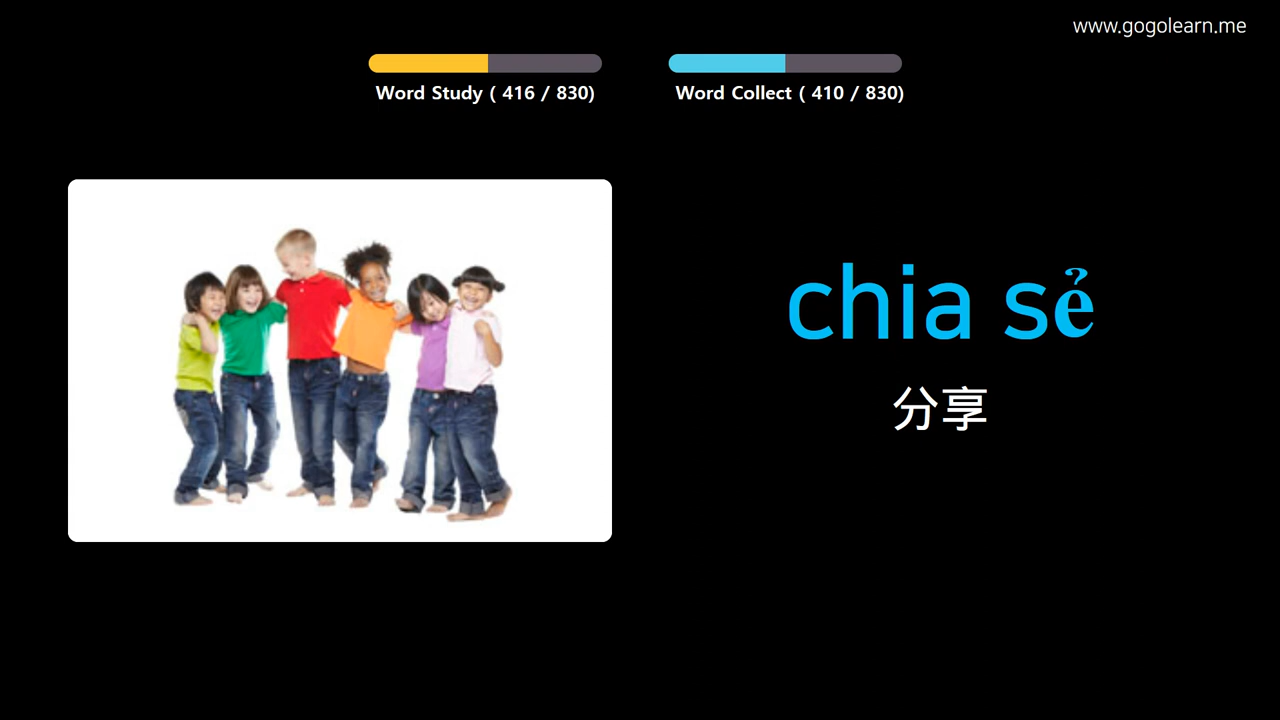 www.gogolearn.me
Word Study ( 416 / 830)
Word Collect ( 410 / 830)
chia sẻ
分享